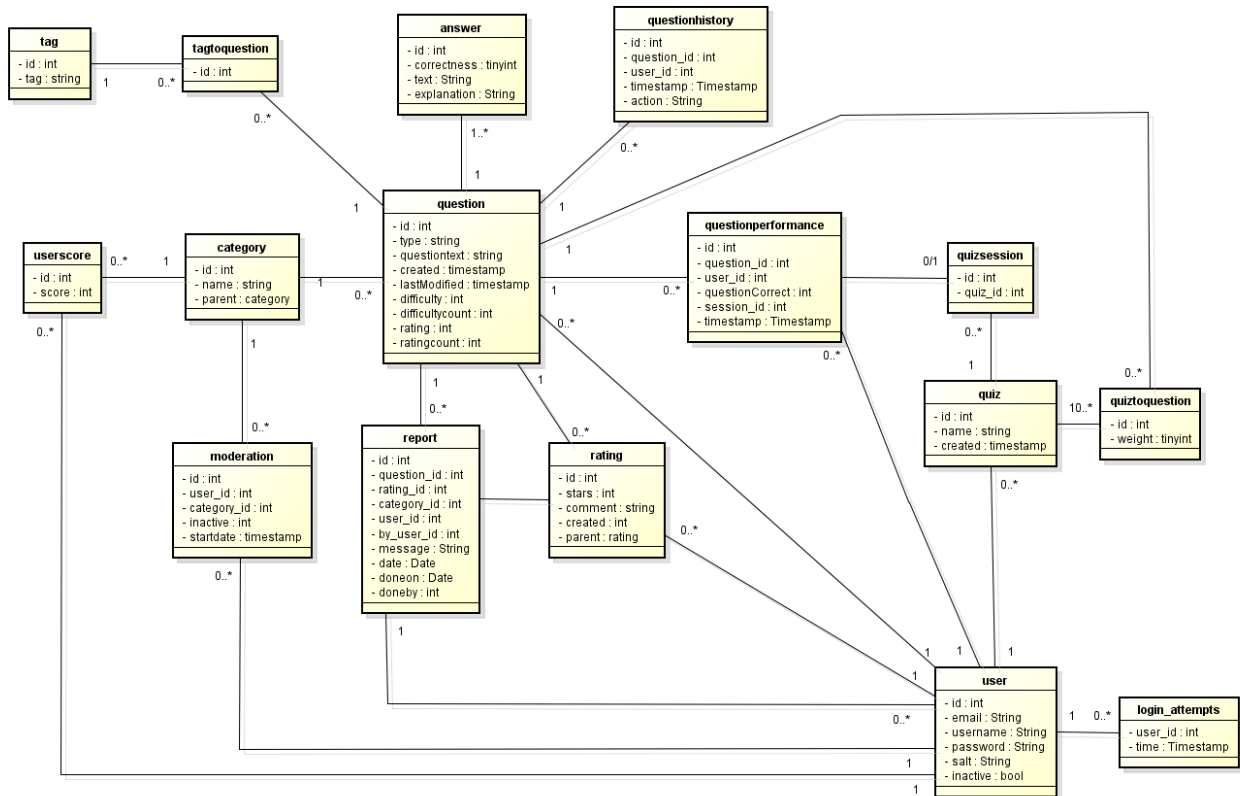 tag
- id : int
- tag : string
1
0..*
tagtoquestion
- id : int
0..*
1
answer
- id : int
- correctness : tinyint
- text : String
- explanation : String
1..*
1
questionhistory
- id : int
- question_id : int
- user_id : int
- timestamp : Timestamp
- action : String
0..*
1
userscore
- id : int
- score : int
0..*
1
0..*
category
- id : int
- name : string
- parent : category
1
0..*
1
0..*
question
- id : int
- type : string
- questiontext : string
- created : timestamp
- lastModified : timestamp
- difficulty : int
- difficultycount : int
- rating : int
- ratingcount : int
1
1
0..*
0..*
questionperformance
- id : int
- question_id : int
- user_id : int
- questionCorrect : int
- session_id : int
- timestamp : Timestamp
0/1
0..*
quizsession
- id : int
- quiz_id : int
0..*
1
quiz
- id : int
- name : string
- created : timestamp
10..*
0..*
0..*
quiztoquestion
- id : int
- weight : tinyint
moderation
- id : int
- user_id : int
- category_id : int
- inactive : int
- startdate : timestamp
0..*
1
0..*
report
- id : int
- question_id : int
- rating_id : int
- category_id : int
- user_id : int
- by_user_id : int
- message : String
- date : Date
- doneon : Date
- doneby : int
1
0..*
1
0..*
rating
- id : int
- stars : int
- comment : string
- created : int
- parent : rating
0..*
1
1
1
1
1
1
user
- id : int
- email : String
- username : String
- password : String
- salt : String
- inactive : bool
1
0..*
login_attempts
- user_id : int
- time : Timestamp